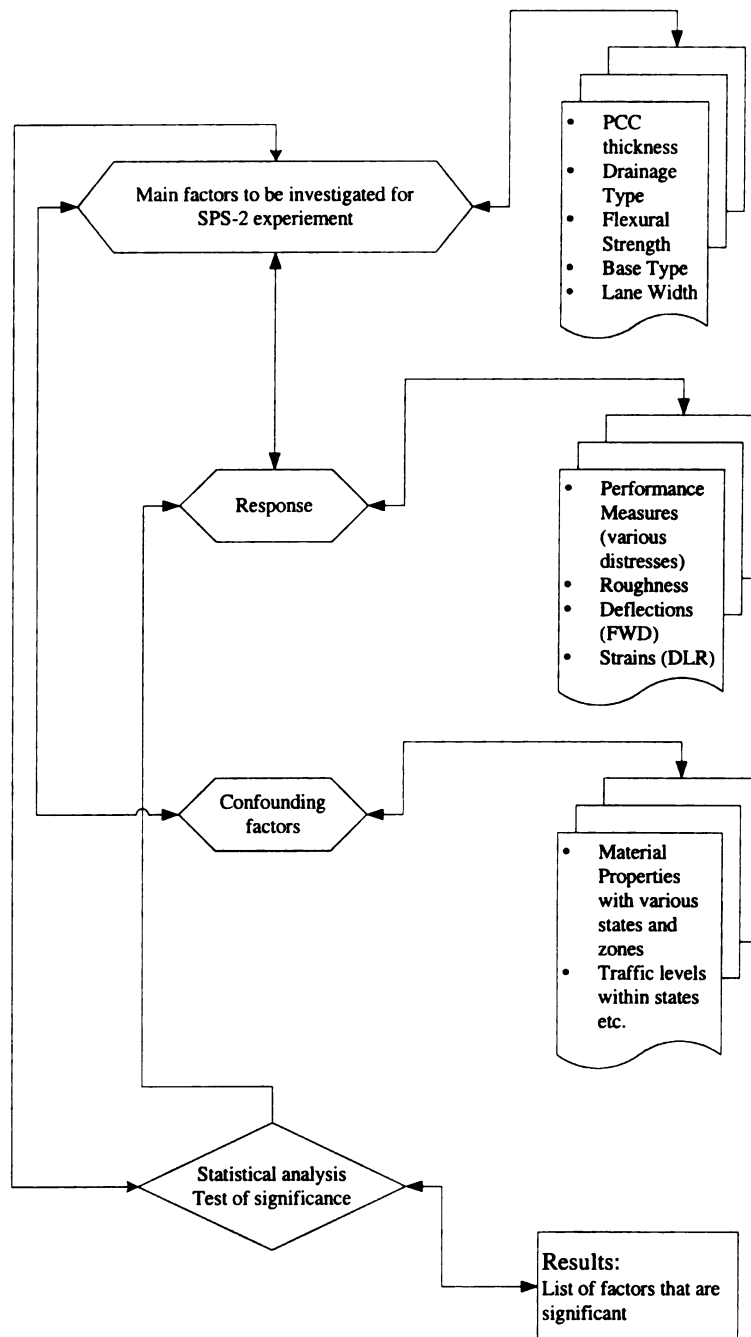 Main factors to be investigated for
SPS-2 experiement
• PCC
thickness
• Drainage
Type
• Flexural
Strength
• Base Type
• Lane Width
Response
• Performance
Measures
(various
distresses)
• Roughness
• Deflections
(FWD)
• Strains (DLR)
Confounding
factors
• Material
Properties
with various
states and
zones
• Traffic levels
within states
etc.
Statistical analysis
Test of significance
Results:
List of factors that are
significant